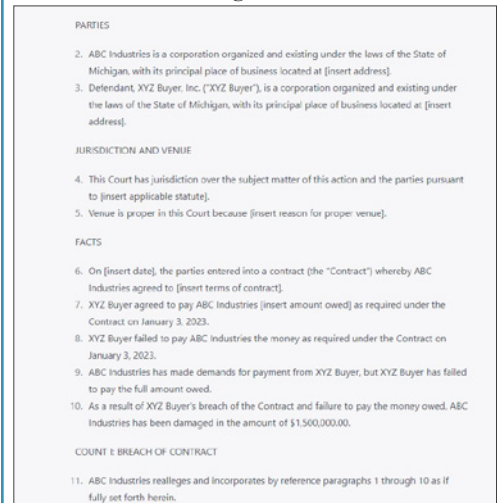 PARTIES
2. ABC Industries is a corporation organized and existing under the laws of the State of
Michigan, with its principal place of business located at [insert address].
3. Defendant, XYZ Buyer, Inc. ("XYZ Buyer"), is a corporation organized and existing under
the laws of the State of Michigan, with its principal place of business located at [insert
address].
JURISDICTION AND VENUE
4. This Court has jurisdiction over the subject matter of this action and the parties pursuant
to [insert applicable statute].
5. Venue is proper in this Court because [insert reason for proper venue].
FACTS
6. On [insert date], the parties entered into a contract (the "Contract") whereby ABC
Industries agreed to [insert terms of contract].
7. XYZ Buyer agreed to pay ABC Industries [insert amount owed] as required under the
Contract on January 3, 2023.
8. XYZ Buyer failed to pay ABC Industries the money as required under the Contract on
January 3, 2023.
9. ABC Industries has made demands for payment from XYZ Buyer, but XYZ Buyer has failed
to pay the full amount owed.
10. As a result of XYZ Buyer's breach of the Contract and failure to pay the money owed, ABC
Industries has been damaged in the amount of $1,500,000.00.
COUNT I: BREACH OF CONTRACT
11. ABC Industries realleges and incorporates by reference paragraphs 1 through 10 as if
fully set forth herein.